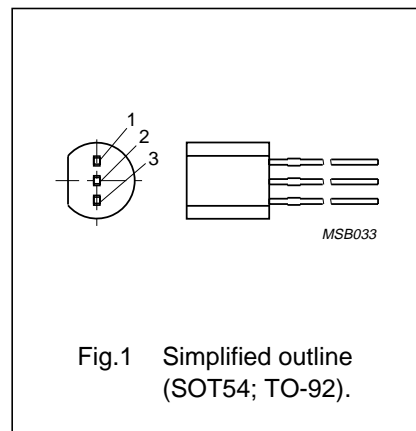 1
2
3
MSB033
Fig.1 Simplified outline
(SOT54; TO-92).